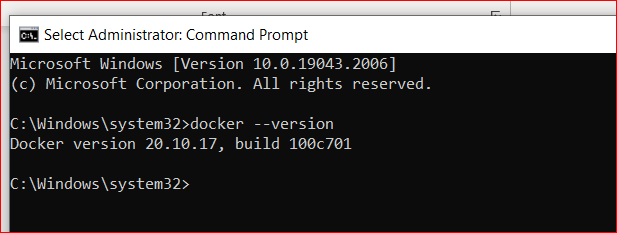 Select Administrator: Command Prompt
Microsoft Windows [Version 10.0.19043.2006]
(c) Microsoft Corporation. All rights reserved.
C:\Windows\system32>docker --version
Docker version 20.10.17, build 100c701
C:\Windows\system32>